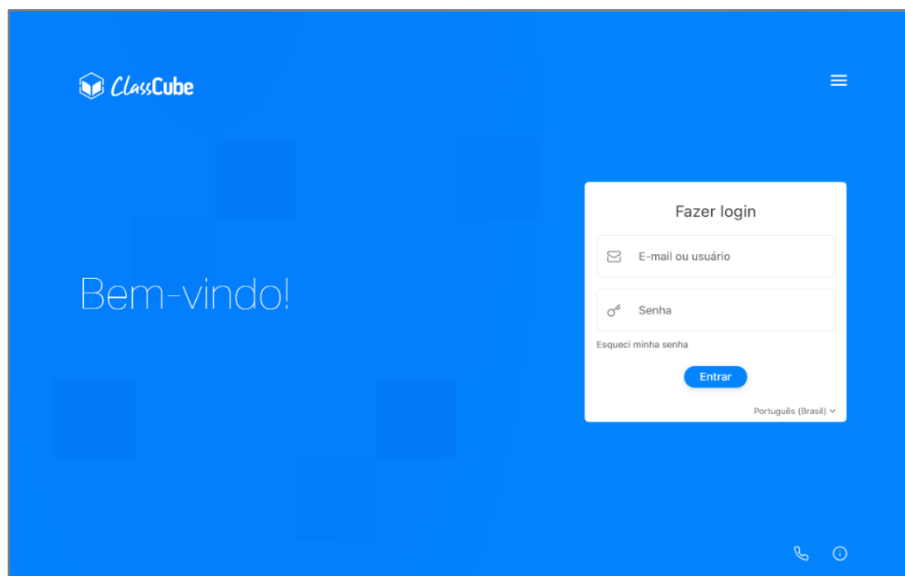 ClassCube
Fazer login
E-mail ou usuário
Bem-vindo!
Senha
Esqueci minha senha
Entrar
Português (Brasil)